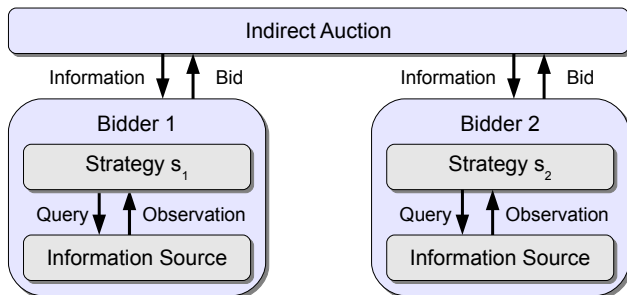 Indirect Auction
Information Bid Information Bid
Bidder 1 Bidder 2
Strategy s₁ Strategy s₂
Query Observation Query Observation
Information Source Information Source